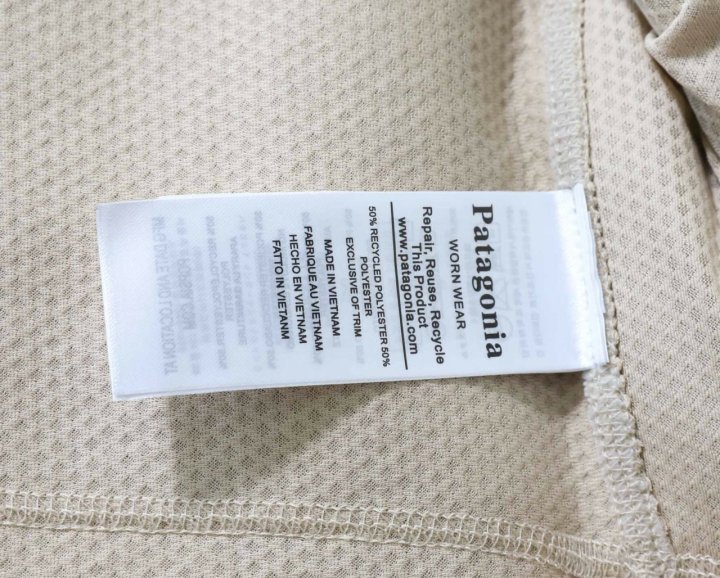 Patagonia
WORN WEAR
Repair, Reuse, Recycle
This Product
www.patagonia.com
50% RECYCLED POLYESTER 50%
POLYESTER
EXCLUSIVE OF TRIM
MADE IN VIETNAM
FABRIQUE AU VIETNAM
HECHO EN VIETNAM
FATTO IN VIETANM